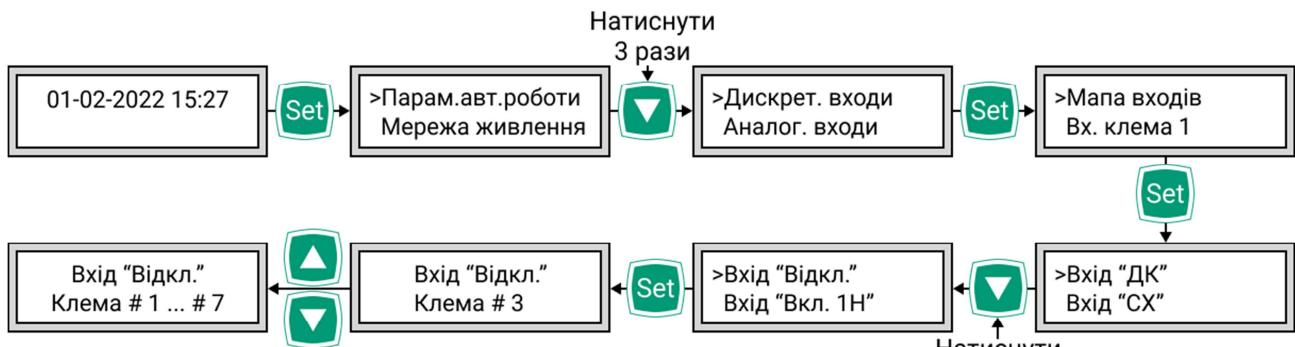 Натиснути
3 рази
01-02-2022 15:27
Set
>Парам.авт.роботи
Мережа живлення
>Дискрет. входи
Аналог. входи
Set
>Мапа входів
Вх. клема 1
Set
Вхід “Відкл.”
Клема # 1 ... # 7
Вхід “Відкл.”
Клема # 3
Set
>Вхід “Відкл.”
Вхід “Вкл. 1Н”
>Вхід “ДК”
Вхід “СХ”
Натиснути